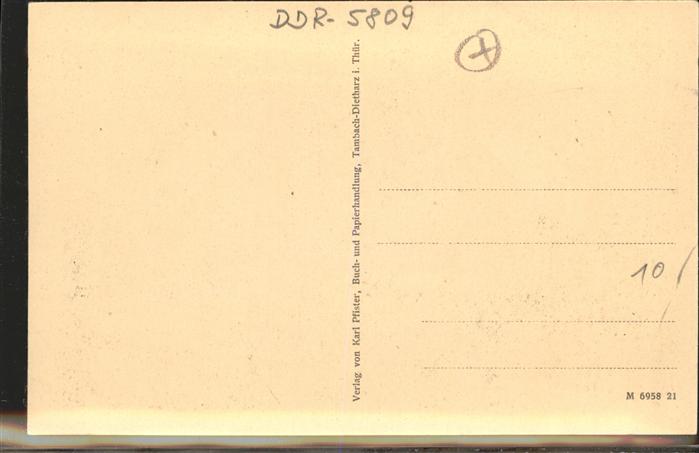 DDR-5809
Verlag von Karl Pfister, Buch- und Papierhandlung, Tambach-Dietharz i. Thür.
10
M 6958 21